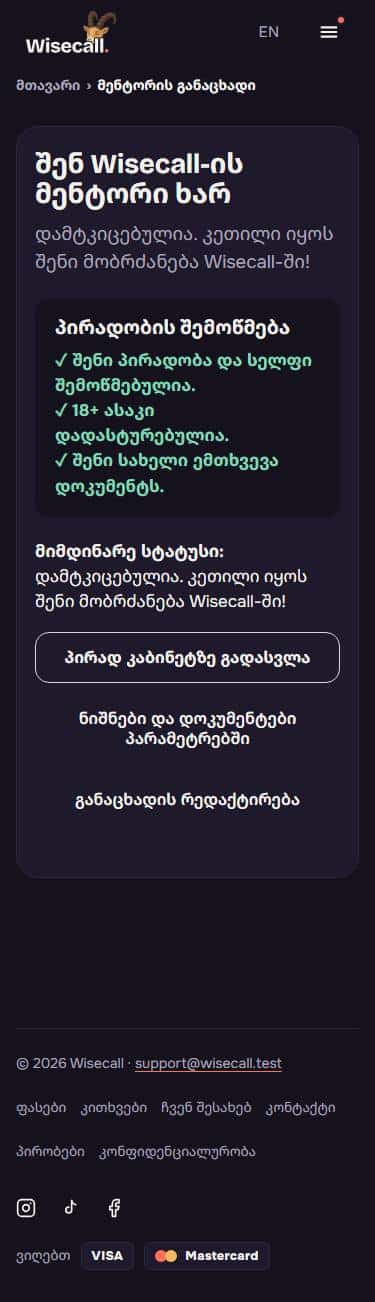 Wisecall.
EN
მთავარი › მენტორის განაცხადი
შენ Wisecall-ის
მენტორი ხარ
დამტკიცებულია. კეთილი იყოს
შენი მობრძანება Wisecall-ში!
პირადობის შემოწმება
✓ შენი პირადობა და სელფი
შემოწმებულია.
✓ 18+ ასაკი
დადასტურებულია.
✓ შენი სახელი ემთხვევა
დოკუმენტს.
მიმდინარე სტატუსი:
დამტკიცებულია. კეთილი იყოს
შენი მობრძანება Wisecall-ში!
პირად კაბინეტზე გადასვლა
ნიშნები და დოკუმენტები
პარამეტრებში
განაცხადის რედაქტირება
© 2026 Wisecall · support@wisecall.test
ფასები კითხვები ჩვენ შესახებ კონტაქტი
პირობები კონფიდენციალურობა
ვიღებთ VISA Mastercard